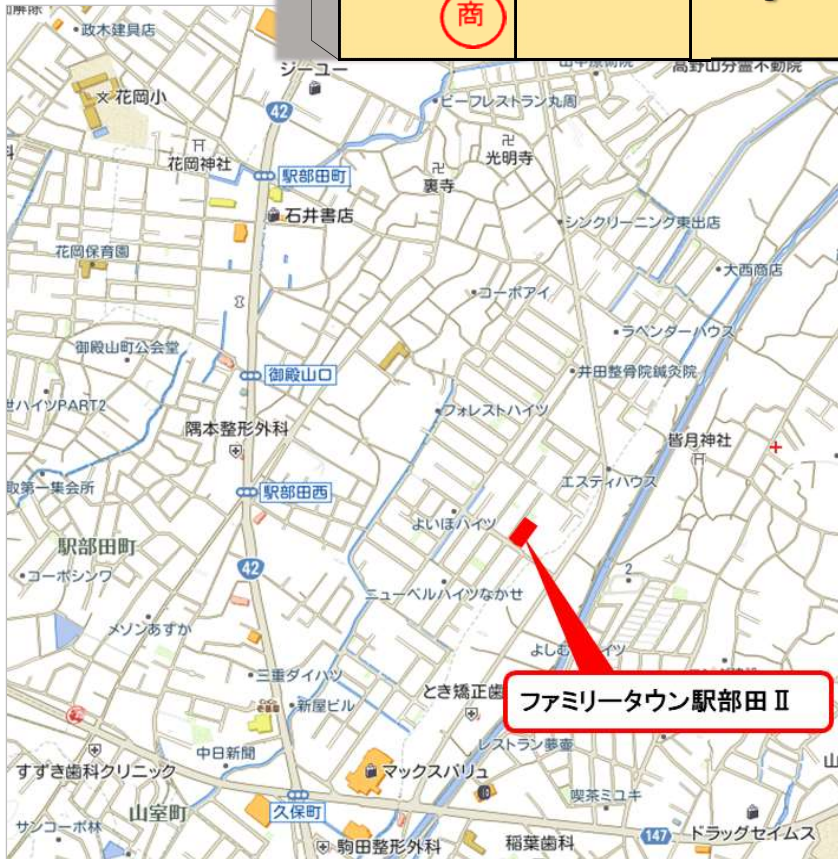 商
政木建具店
ジーユー
高野山分霊不動院
文 花岡小
42
ビーフレストラン丸周
花岡神社
光明寺
裏寺
駅部田町
石井書店
シンクリーニング東出店
花岡保育園
大西商店
コーポアイ
御殿山町公会堂
ラベンダーハウス
御殿山口
井田整骨院鍼灸院
ハイツPART2
フォレストハイツ
隅本整形外科
皆月神社
取第一集会所
駅部田西
エスティハウス
よいほハイツ
駅部田町
42
コーポシンワ
2
ニューベルハイツなかせ
メゾンあずか
三重ダイハツ
とき矯正歯
ファミリータウン駅部田Ⅱ
新屋ビル
レストラン夢壺
中日新聞
すずき歯科クリニック
マックスバリュ
喫茶ミユキ
山室町
久保町
サンコーポ林
147
ドラッグセイムス
駒田整形外科
稲葉歯科